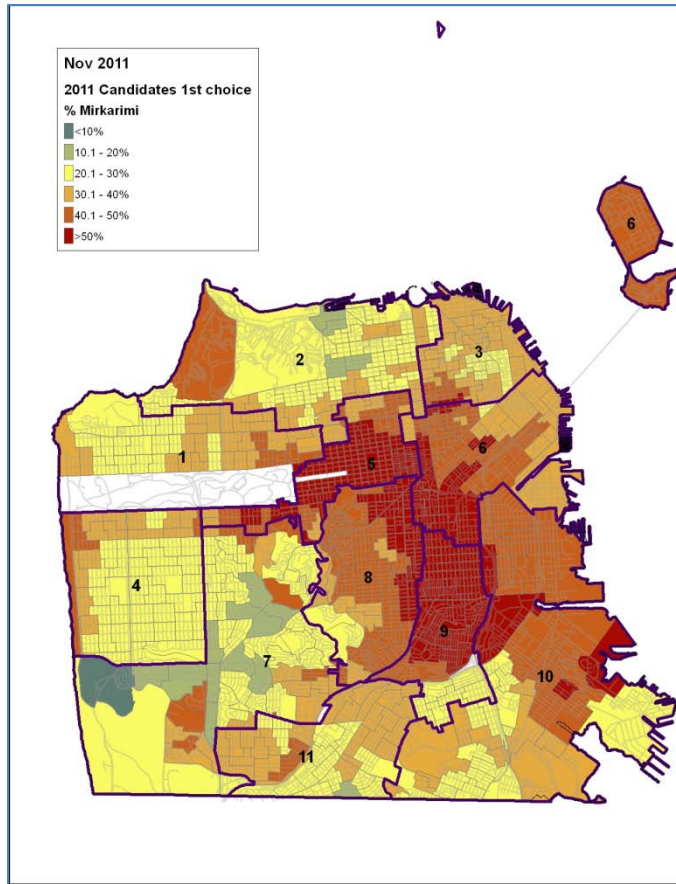 Nov 2011
2011 Candidates 1st choice
% Mirkarimi
<10%
10.1 - 20%
20.1 - 30%
30.1 - 40%
40.1 - 50%
>50%
6
2
3
1
5
6
4
8
7
9
10
11